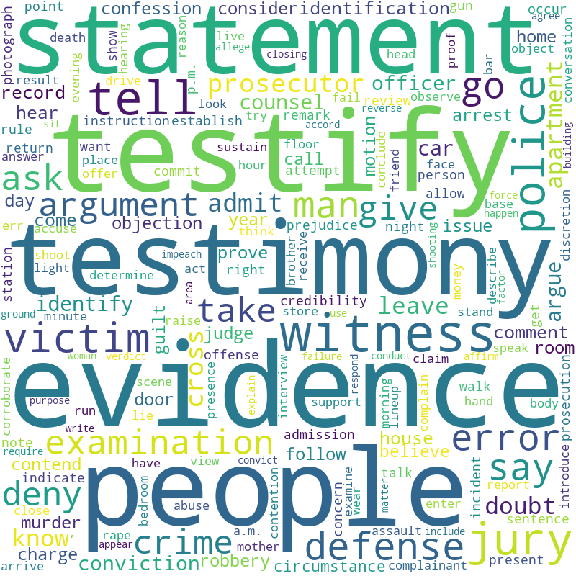 point confession consideridentification gun occur agree
photograph death show hearing reason live allege closing head proof object conversation
statement
evening p.m. home bar
record tell prosecutor officer go
result drive look fail review observe
hear instruction establish counsel try remark reverse arrest police apartment
rule sit accord
return want testify floor motion conclude car building
answer place sustain hour call friend face force
ask offer commit attempt person base happen
day argument admit man give allow issue discretion
err accuse come objection year prejudice night shooting argue
station shoot think testimony brother receive describe factor
light prove impeach right money
ground determine act area credibility stand get
minute identify take store use leave comment
victim guilt raise judge witness claim speak room
woman verdict cross offense failure conduct affirm
corroborate scene presence explain interview respond support morning lineup complain walk hand body prosecution
purpose run door evidence
require write lie
note examination admission house error introduce
contend have view convict follow believe say
indicate abuse contention concern examine wear talk matter incident report
deny close bedroom people enter doubt
murder rape a.m. assault include sentence
know appear crime mother defense complainant jury
charge conviction robbery circumstance present
arrive